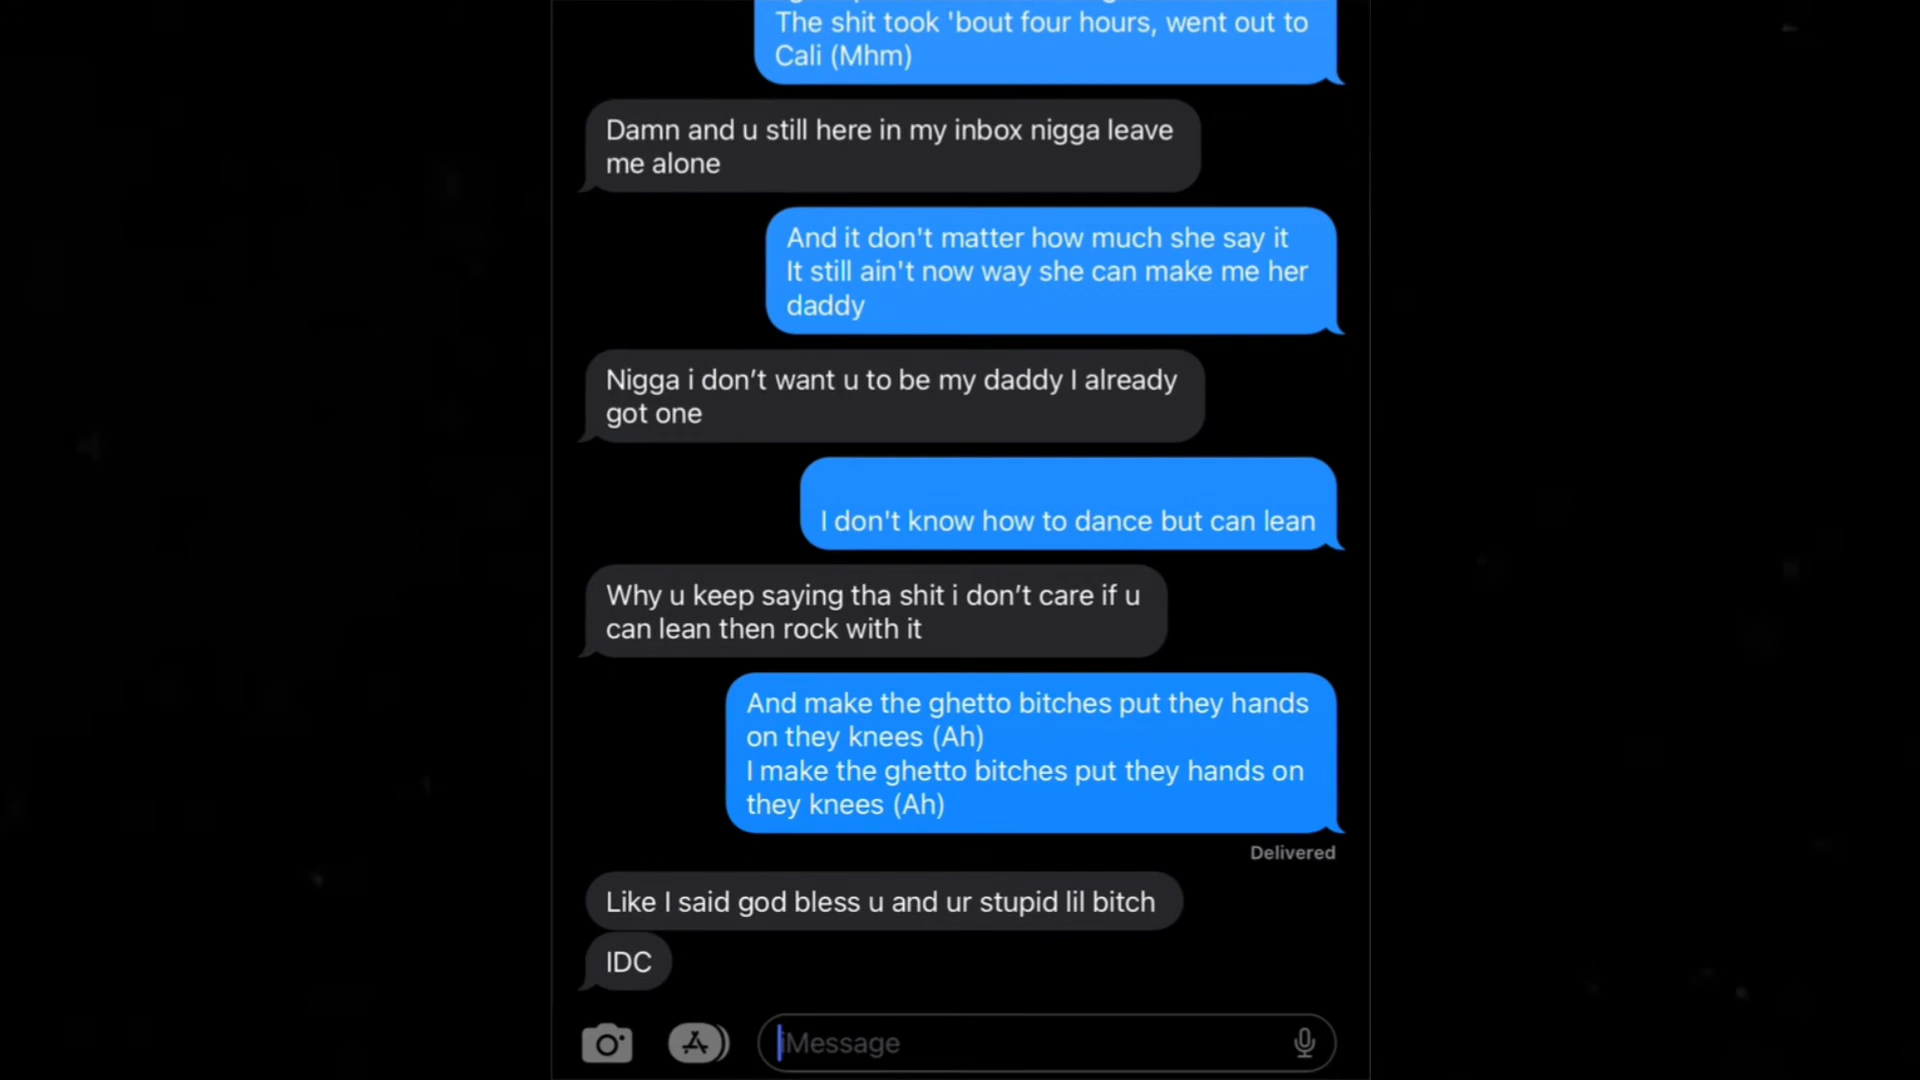 The shit took 'bout four hours, went out to
Cali (Mhm)
Damn and u still here in my inbox nigga leave
me alone
And it don't matter how much she say it
It still ain't now way she can make me her
daddy
Nigga i don’t want u to be my daddy I already
got one
I don't know how to dance but can lean
Why u keep saying tha shit i don’t care if u
can lean then rock with it
And make the ghetto bitches put they hands
on they knees (Ah)
I make the ghetto bitches put they hands on
they knees (Ah)
Delivered
Like I said god bless u and ur stupid lil bitch
IDC
iMessage